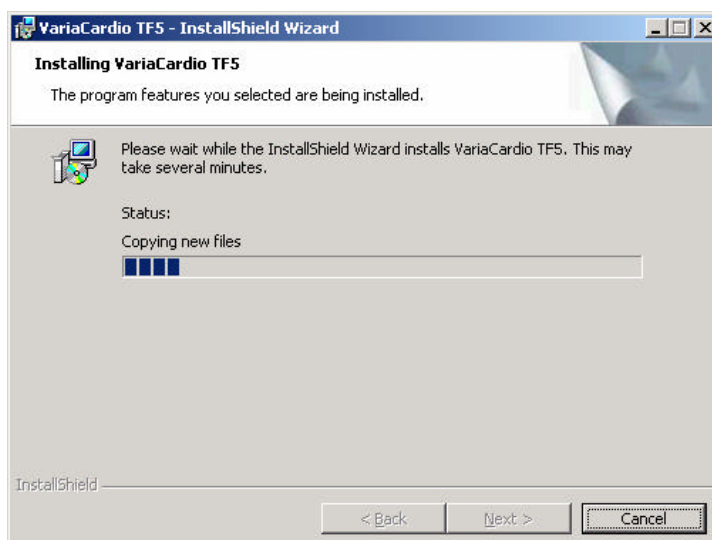 VariaCardio TF5 - InstallShield Wizard
Installing VariaCardio TF5
The program features you selected are being installed.
Please wait while the InstallShield Wizard installs VariaCardio TF5. This may
take several minutes.
Status:
Copying new files
InstallShield
< Back
Next >
Cancel